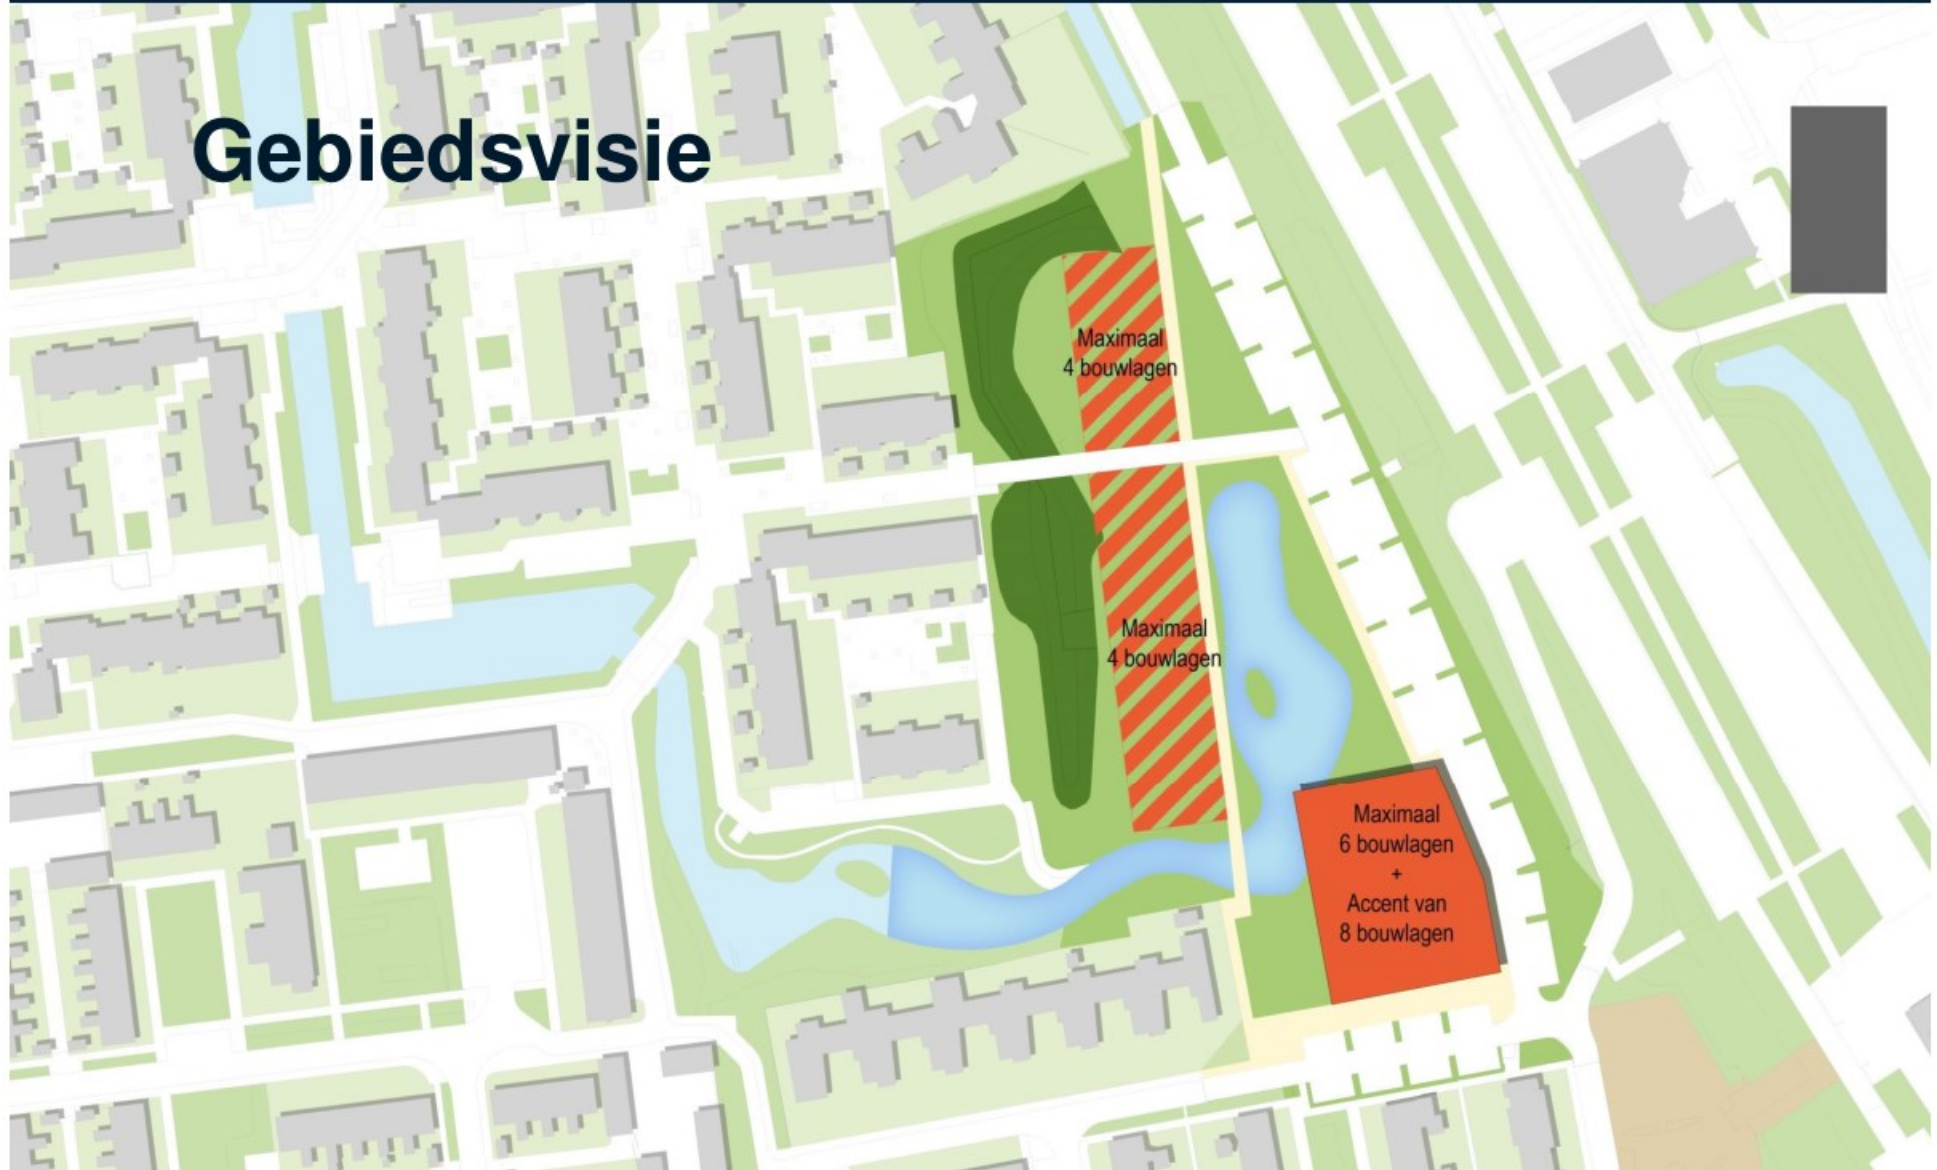 Gebiedsvisie
Maximaal
4 bouwlagen
Maximaal
4 bouwlagen
Maximaal
6 bouwlagen
+
Accent van
8 bouwlagen